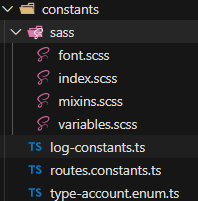 constants
sass
font.scss
index.scss
mixins.scss
variables.scss
TS log-constants.ts
TS routes.constants.ts
TS type-account.enum.ts